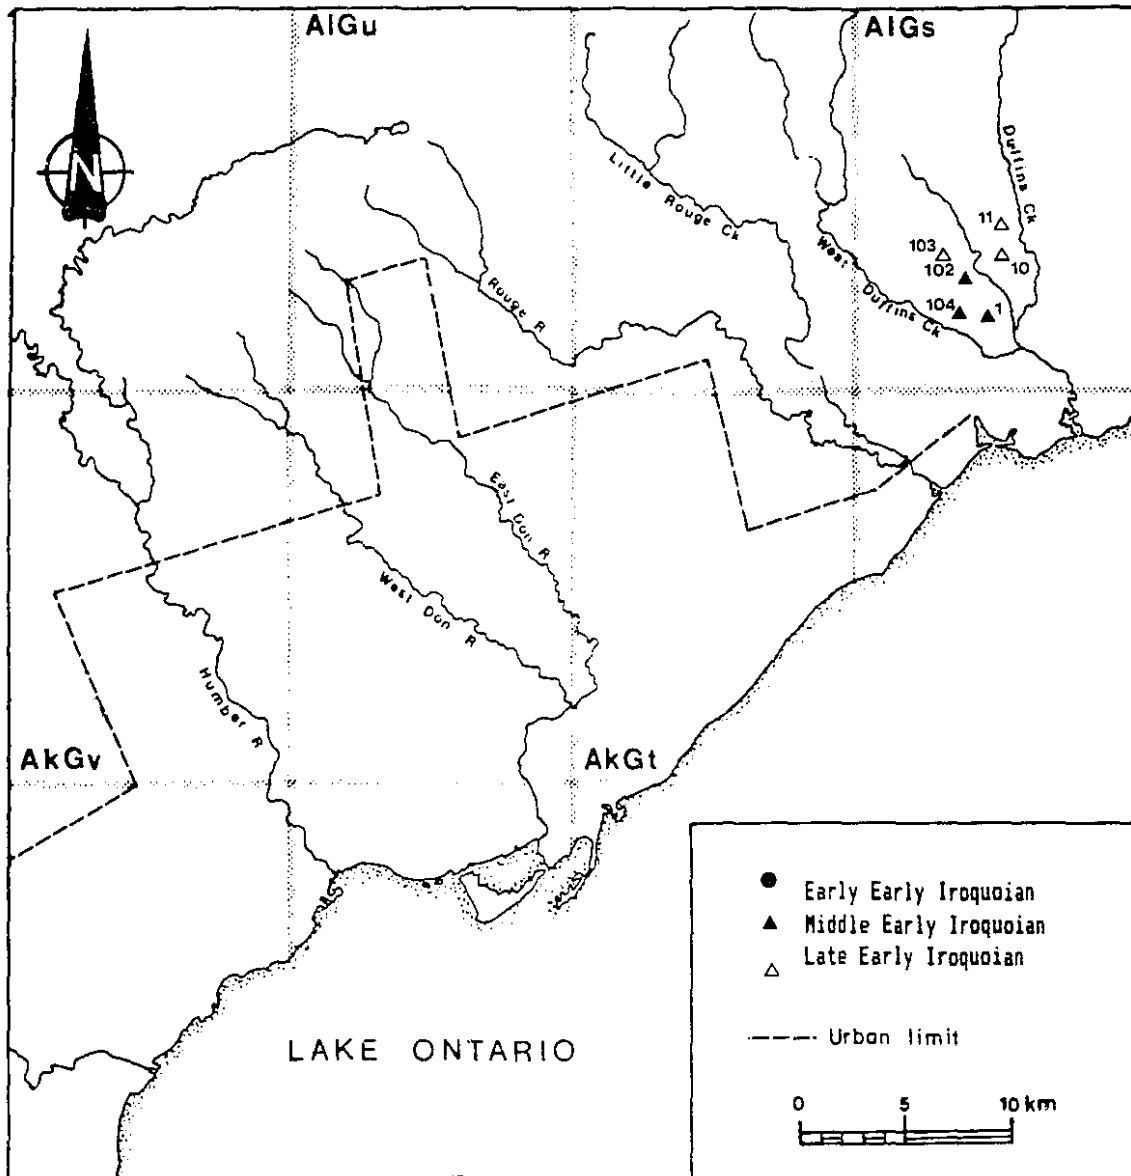 AlGu
AlGs
N
Little Rouge Ck
Duffins Ck
11
103
10
102
104
1
West Duffins Ck
Rouge R
East Don R
West Don R
Humber R
AkGv
AkGt
LAKE ONTARIO
Early Early Iroquoian
Middle Early Iroquoian
Late Early Iroquoian
Urban limit
0 5 10 km